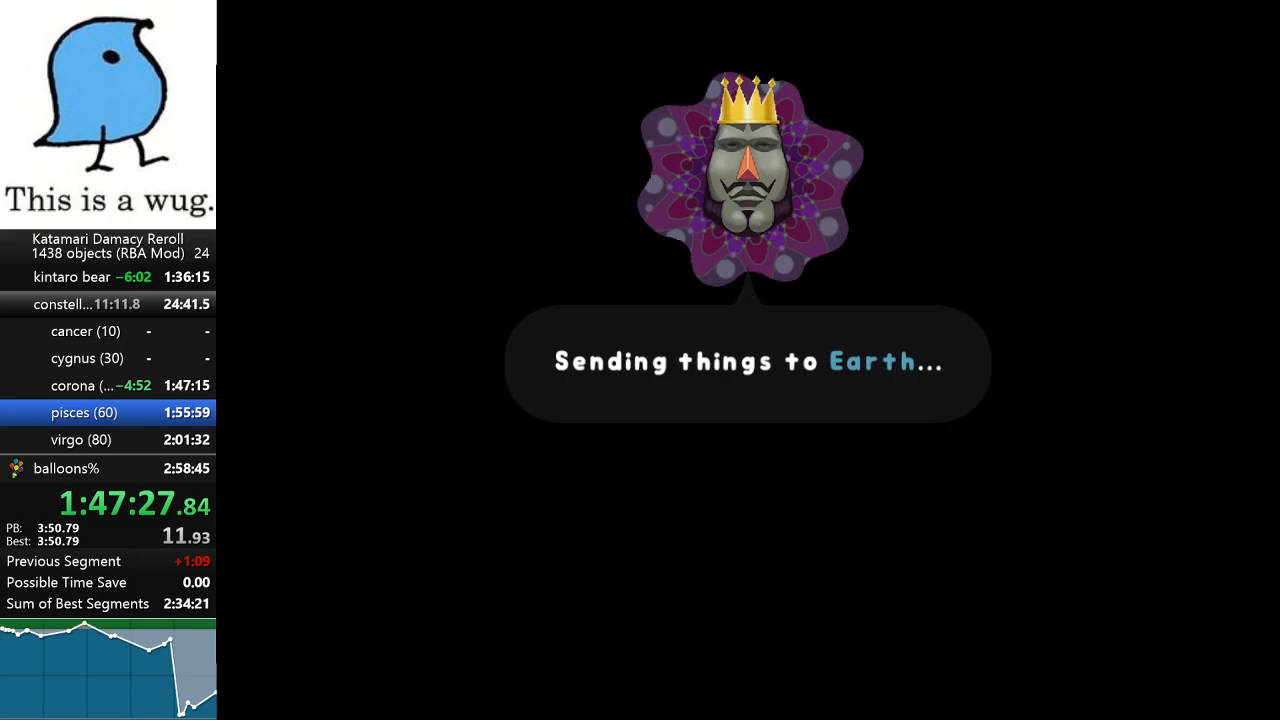 This is a wug.
Katamari Damacy Reroll
1438 objects (RBA Mod) 24
kintaro bear −6:02 1:36:15
constell... 11:11.8 24:41.5
cancer (10) - -
cygnus (30) - -
corona (... −4:52 1:47:15
pisces (60) 1:55:59
virgo (80) 2:01:32
balloons% 2:58:45
1:47:27.84
PB: 3:50.79
Best: 3:50.79 11.93
Previous Segment +1:09
Possible Time Save 0.00
Sum of Best Segments 2:34:21
Sending things to Earth...